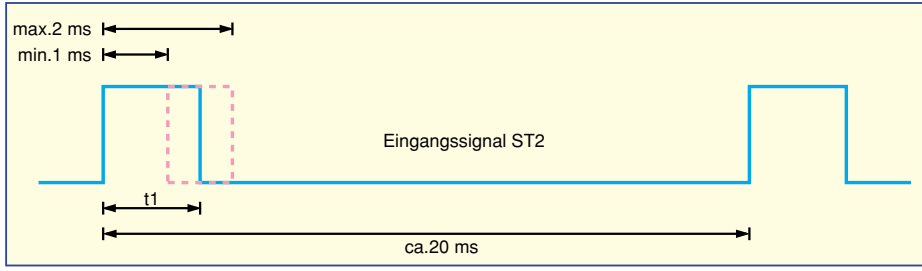 max.2 ms
min.1 ms
Eingangssignal ST2
t1
ca.20 ms